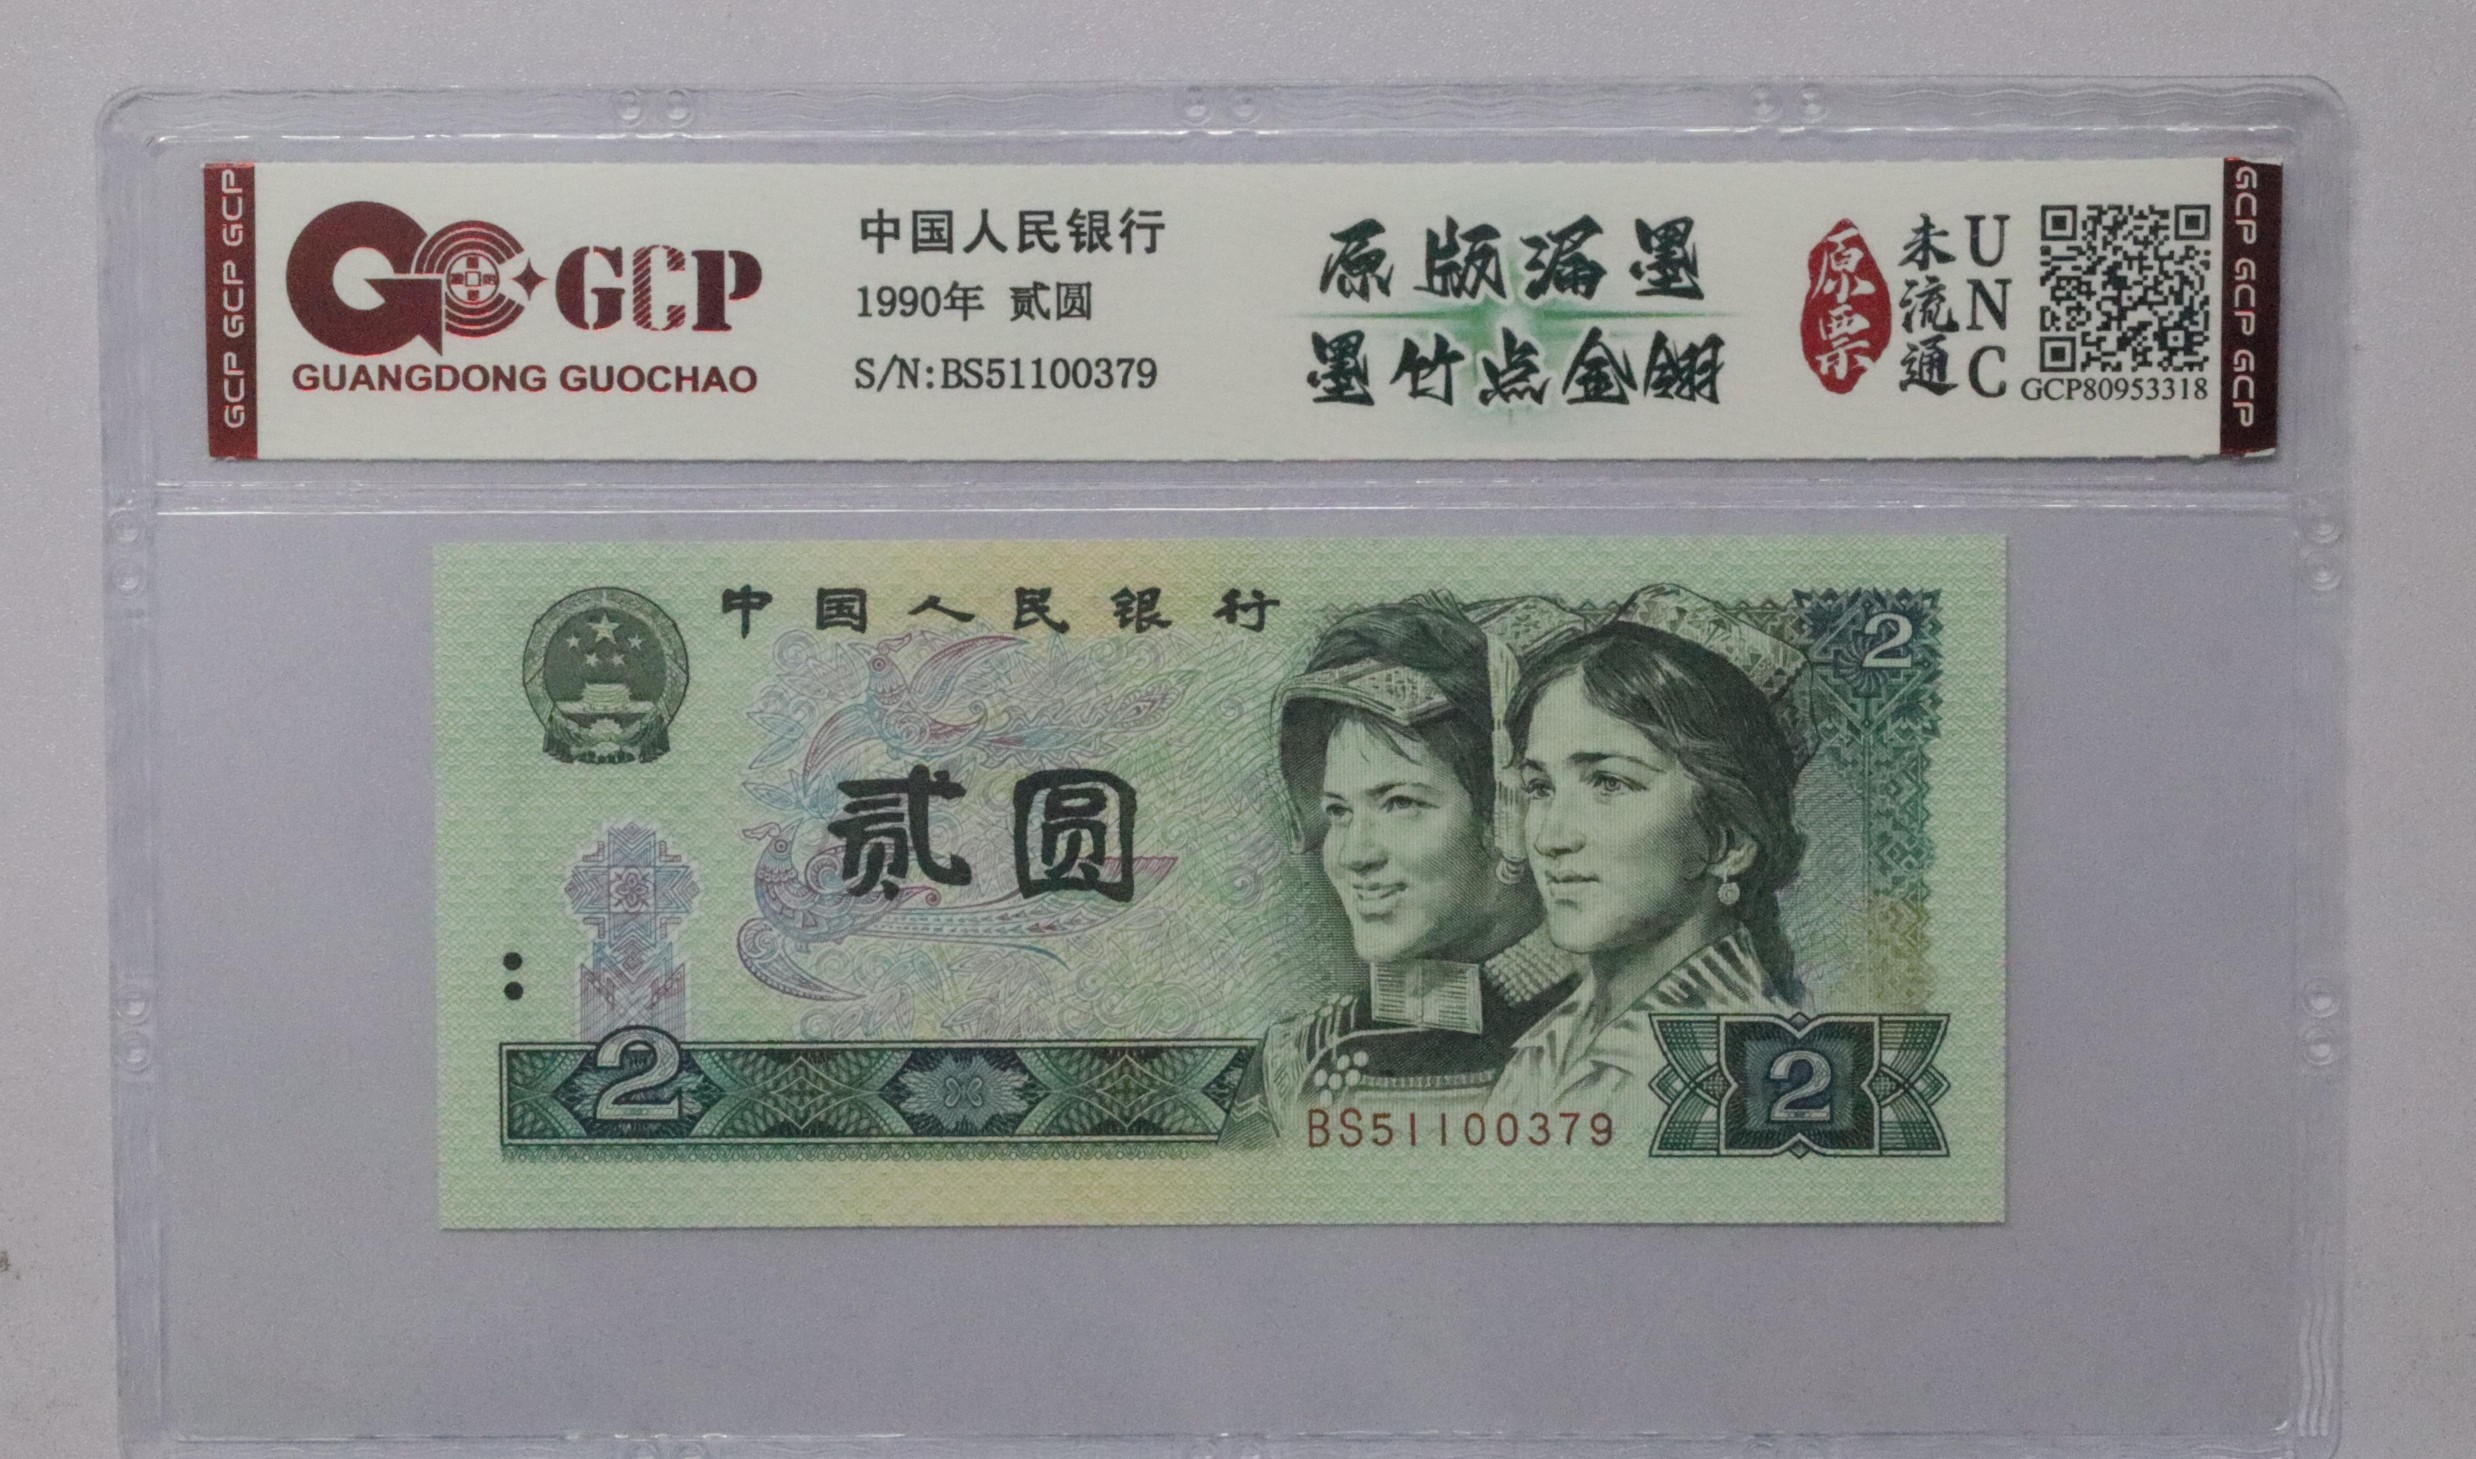 GCP GCP GCP
GCP
GUANGDONG GUOCHAO
中国人民银行
1990年 贰圆
S/N:BS51100379
原版漏墨
墨竹点金翎
原票
未流通
UNC
GCP80953318
GCP GCP GCP
中国人民银行
2
贰圆
2
2
BS51100379